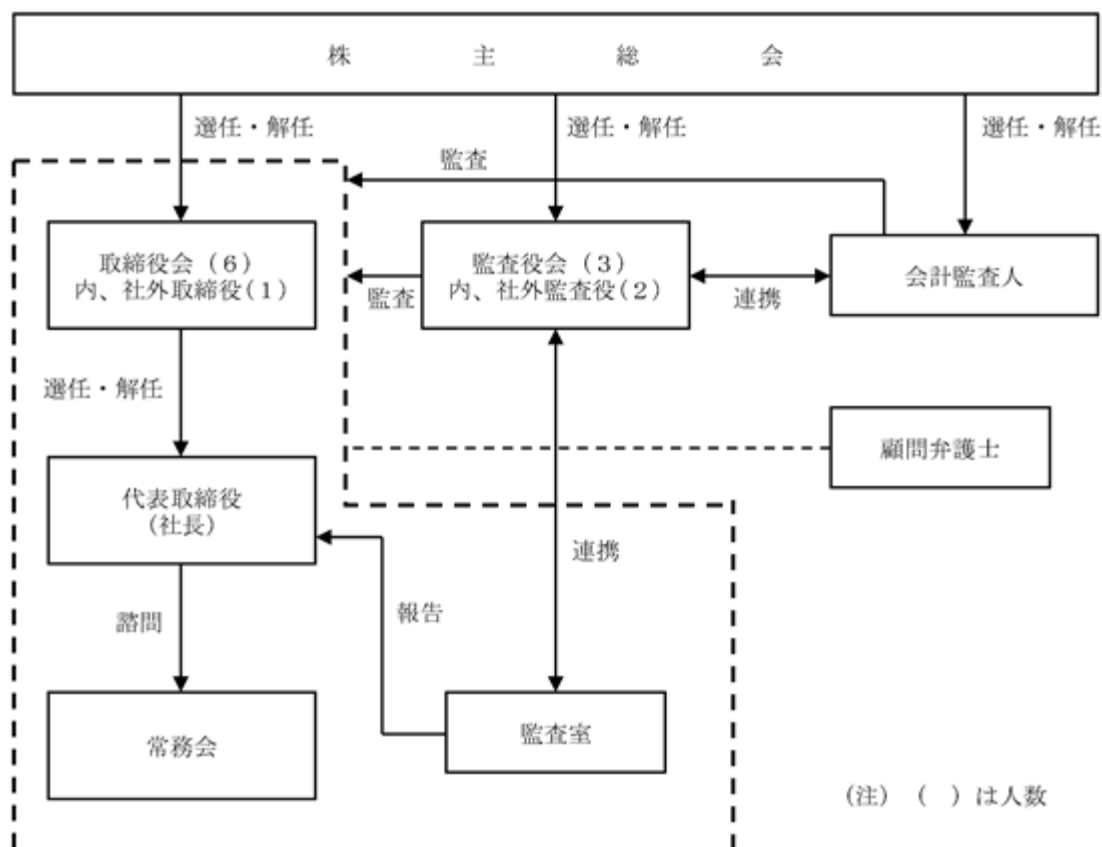 株主総会
選任・解任
選任・解任
選任・解任
監査
取締役会（６）
内、社外取締役(１)
監査役会（３）
内、社外監査役(２)
会計監査人
監査
連携
選任・解任
顧問弁護士
代表取締役
(社長)
連携
報告
諮問
常務会
監査室
(注)　(　)は人数